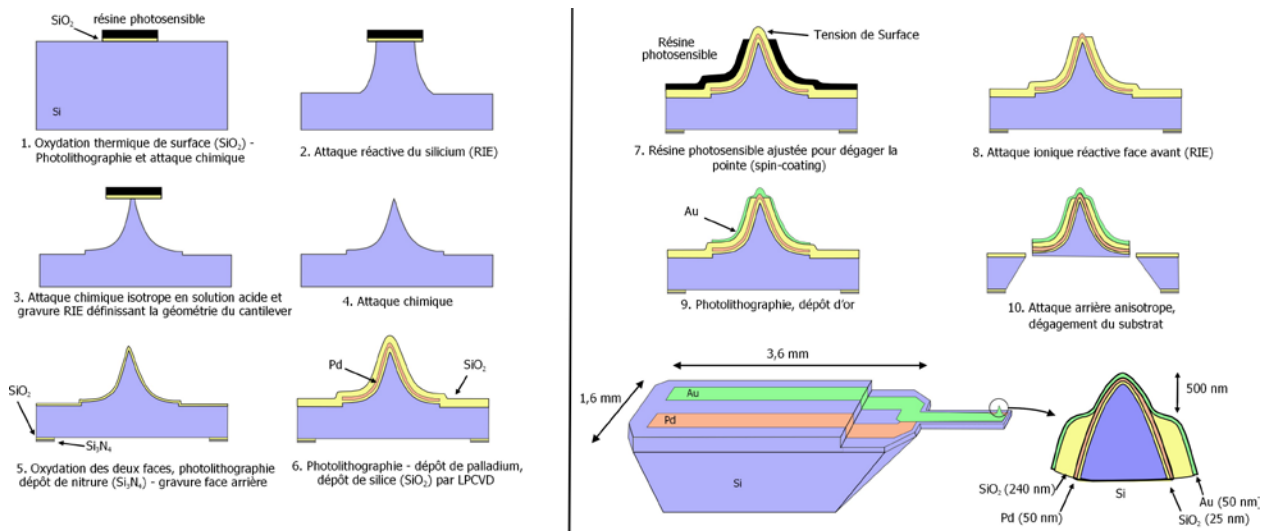 SiO₂
résine photosensible
Si
1. Oxydation thermique de surface (SiO₂) -
Photolithographie et attaque chimique
2. Attaque réactive du silicium (RIE)
3. Attaque chimique isotrope en solution acide et
gravure RIE définissant la géométrie du cantilever
4. Attaque chimique
SiO₂
Si₃N₄
5. Oxydation des deux faces, photolithographie
dépôt de nitrure (Si₃N₄) - gravure face arrière
Pd
SiO₂
6. Photolithographie - dépôt de palladium,
dépôt de silice (SiO₂) par LPCVD
Résine
photosensible
Tension de Surface
7. Résine photosensible ajustée pour dégager la
pointe (spin-coating)
8. Attaque ionique réactive face avant (RIE)
Au
9. Photolithographie, dépôt d'or
10. Attaque arrière anisotrope,
dégagement du substrat
3,6 mm
1,6 mm
Au
Pd
Si
500 nm
SiO₂ (240 nm)
Pd (50 nm)
Si
Au (50 nm)
SiO₂ (25 nm)